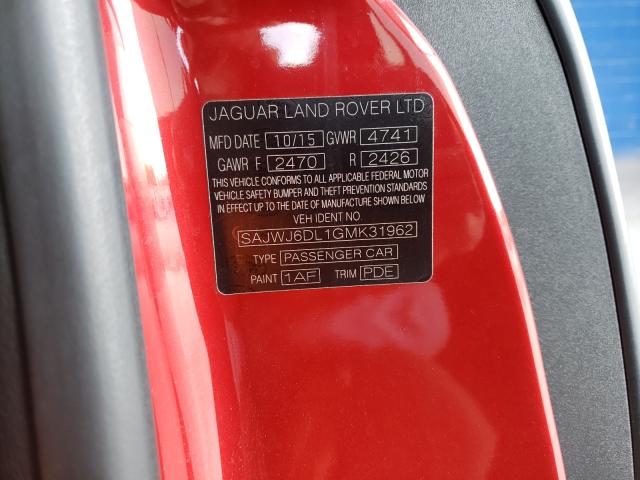 JAGUAR LAND ROVER LTD
MFD DATE 10/15 GVWR 4741
GAWR F 2470 R 2426
THIS VEHICLE CONFORMS TO ALL APPLICABLE FEDERAL MOTOR
VEHICLE SAFETY BUMPER AND THEFT PREVENTION STANDARDS
IN EFFECT UP TO THE DATE OF MANUFACTURE SHOWN BELOW
VEH IDENT NO
SAJWJ6DL1GMK31962
TYPE PASSENGER CAR
PAINT 1AF TRIM PDE